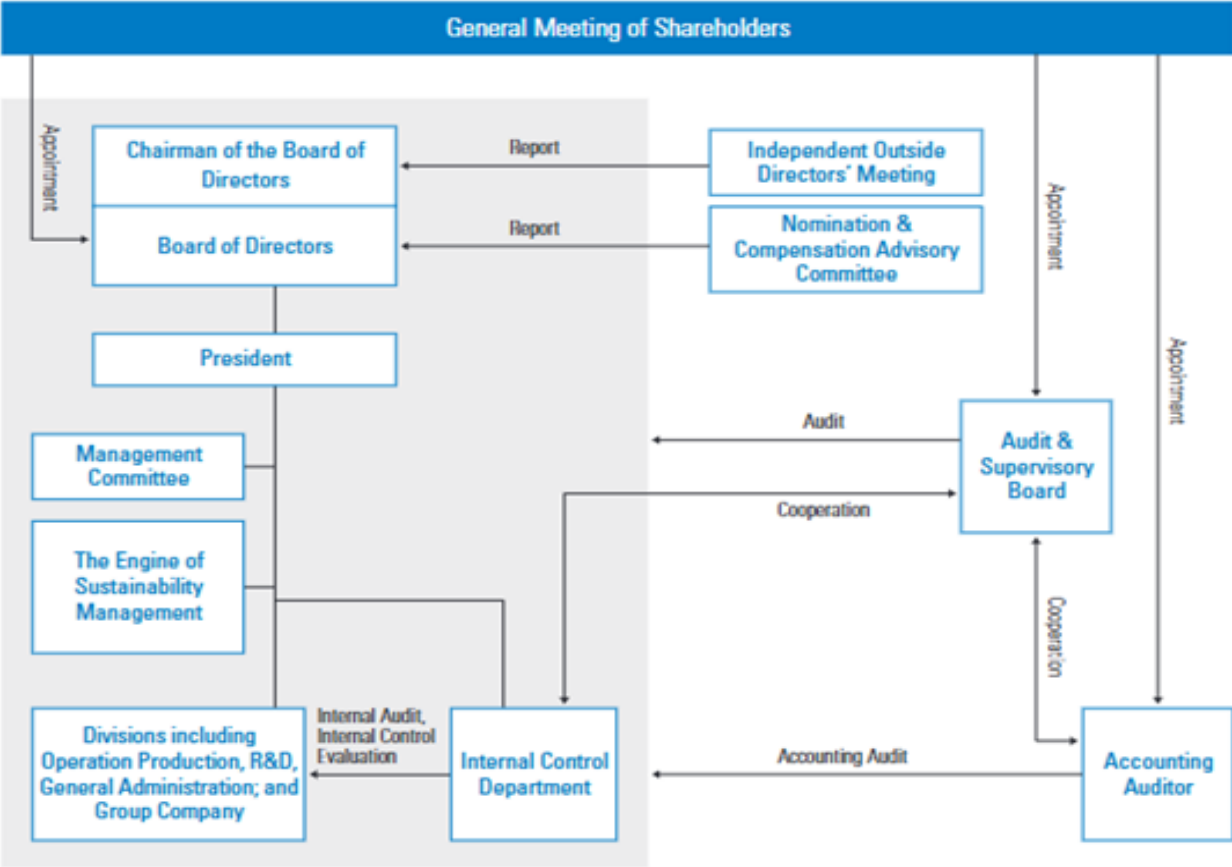 General Meeting of Shareholders
Appointment
Chairman of the Board of
Directors
Board of Directors
Report
Independent Outside
Directors' Meeting
Report
Nomination &
Compensation Advisory
Committee
Appointment
Appointment
President
Management
Committee
Audit
Audit &
Supervisory
Board
Cooperation
The Engine of
Sustainability
Management
Cooperation
Divisions including
Operation Production, R&D,
General Administration; and
Group Company
Internal Audit,
Internal Control
Evaluation
Internal Control
Department
Accounting Audit
Accounting
Auditor